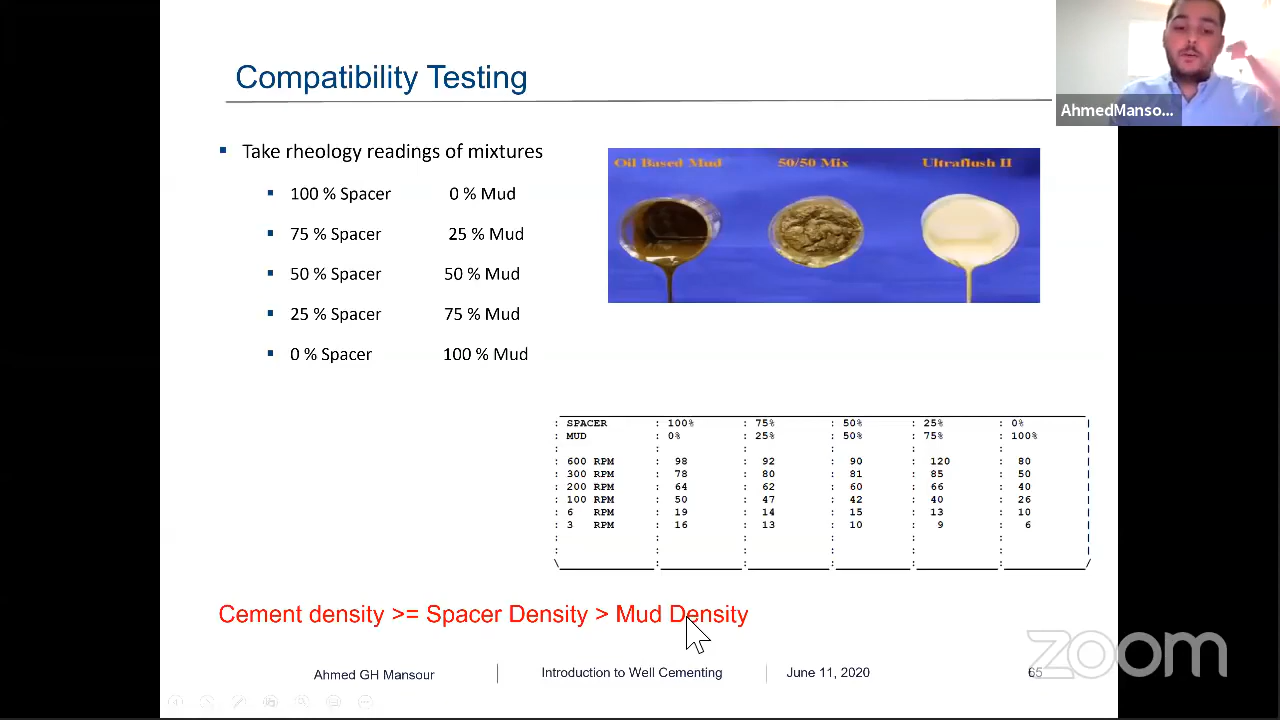 Compatibility Testing
AhmedManso...
Take rheology readings of mixtures
100 % Spacer 0 % Mud
75 % Spacer 25 % Mud
50 % Spacer 50 % Mud
25 % Spacer 75 % Mud
0 % Spacer 100 % Mud
Oil Based Mud 50/50 Mix Ultraflush II
: SPACER : 100% : 75% : 50% : 25% : 0%
: MUD : 0% : 25% : 50% : 75% : 100%
: 600 RPM : 98 : 92 : 90 : 120 : 80
: 300 RPM : 78 : 80 : 81 : 85 : 50
: 200 RPM : 64 : 62 : 60 : 66 : 40
: 100 RPM : 50 : 47 : 42 : 40 : 26
: 6 RPM : 19 : 14 : 15 : 13 : 10
: 3 RPM : 16 : 13 : 10 : 9 : 6
Cement density >= Spacer Density > Mud Density
Ahmed GH Mansour Introduction to Well Cementing June 11, 2020 65
zoom